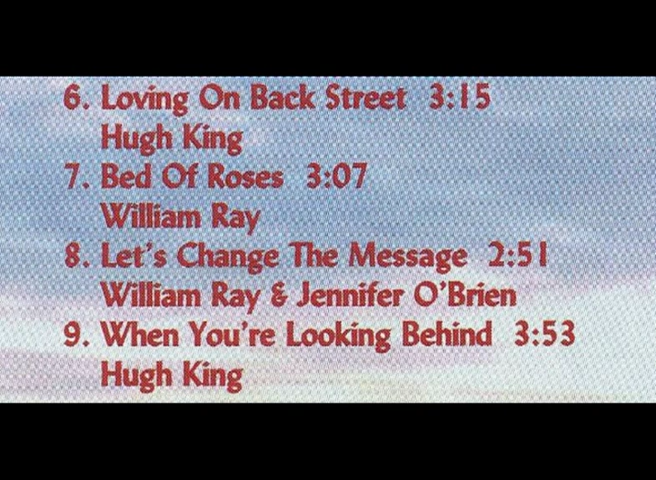 6. Loving On Back Street 3:15
Hugh King
7. Bed Of Roses 3:07
William Ray
8. Let's Change The Message 2:51
William Ray & Jennifer O'Brien
9. When You're Looking Behind 3:53
Hugh King